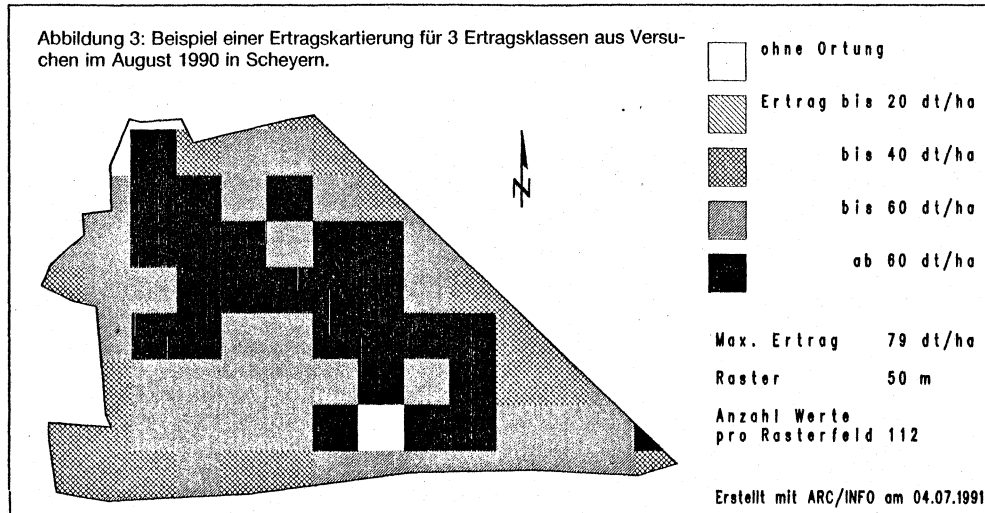 Abbildung 3: Beispiel einer Ertragskartierung für 3 Ertragsklassen aus Versu-
chen im August 1990 in Scheyern.
N
ohne Ortung
Ertrag bis 20 dt/ha
bis 40 dt/ha
bis 60 dt/ha
ab 60 dt/ha
Max. Ertrag 79 dt/ha
Raster 50 m
Anzahl Werte
pro Rasterfeld 112
Erstellt mit ARC/INFO am 04.07.1991